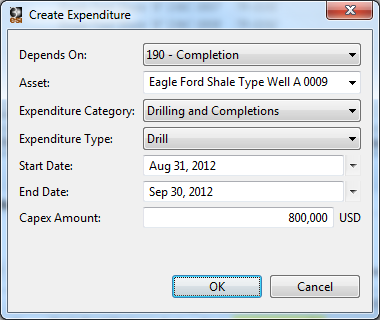 Create Expenditure
Depends On: 190 - Completion
Asset: Eagle Ford Shale Type Well A 0009
Expenditure Category: Drilling and Completions
Expenditure Type: Drill
Start Date: Aug 31, 2012
End Date: Sep 30, 2012
Capex Amount: 800,000 USD
OK Cancel